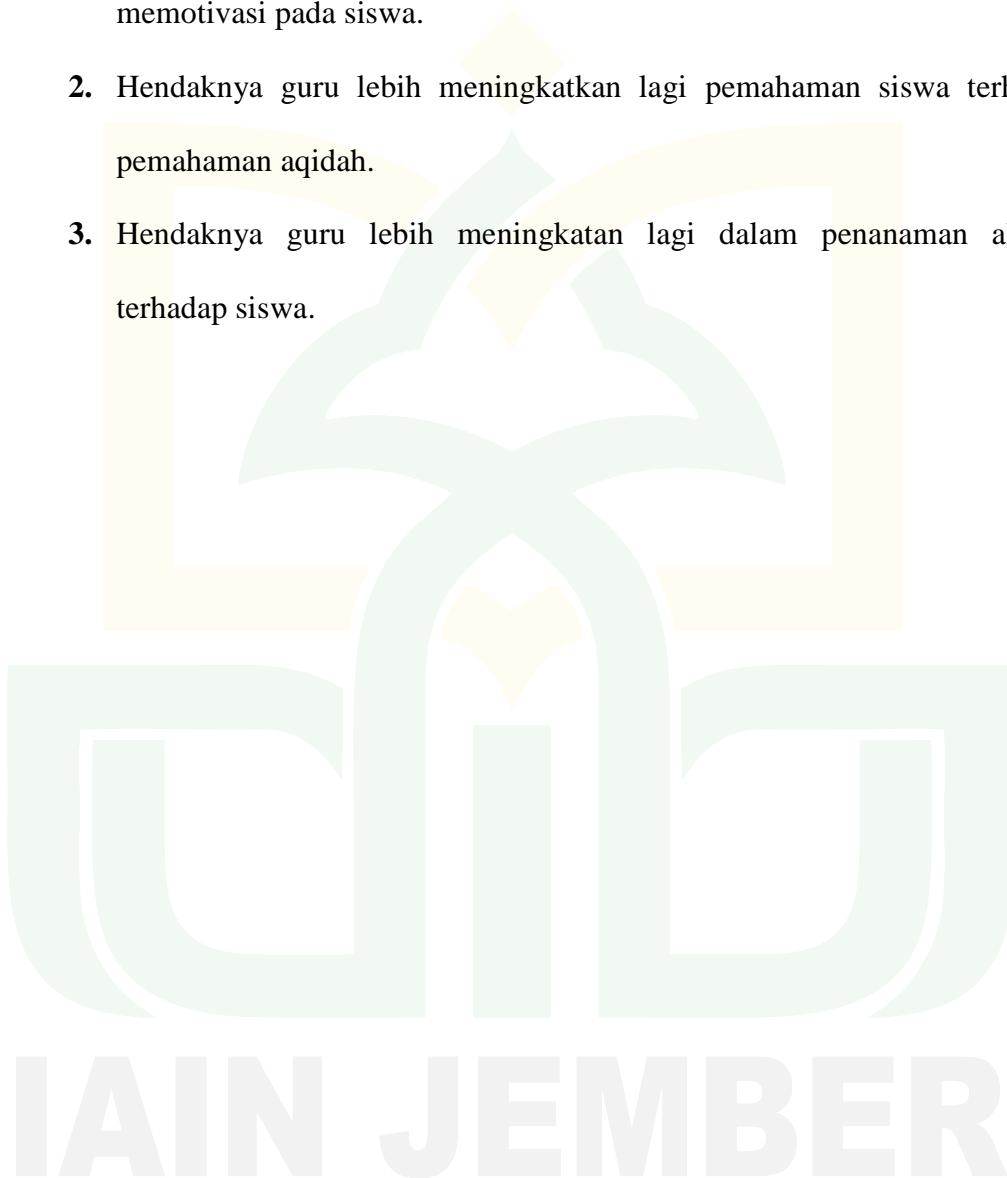 memotivasi pada siswa.
2. Hendaknya guru lebih meningkatkan lagi pemahaman siswa
pemahaman aqidah.
3. Hendaknya guru lebih meningkatan lagi dalam penanaman
terhadap siswa.
IAIN JEMBER